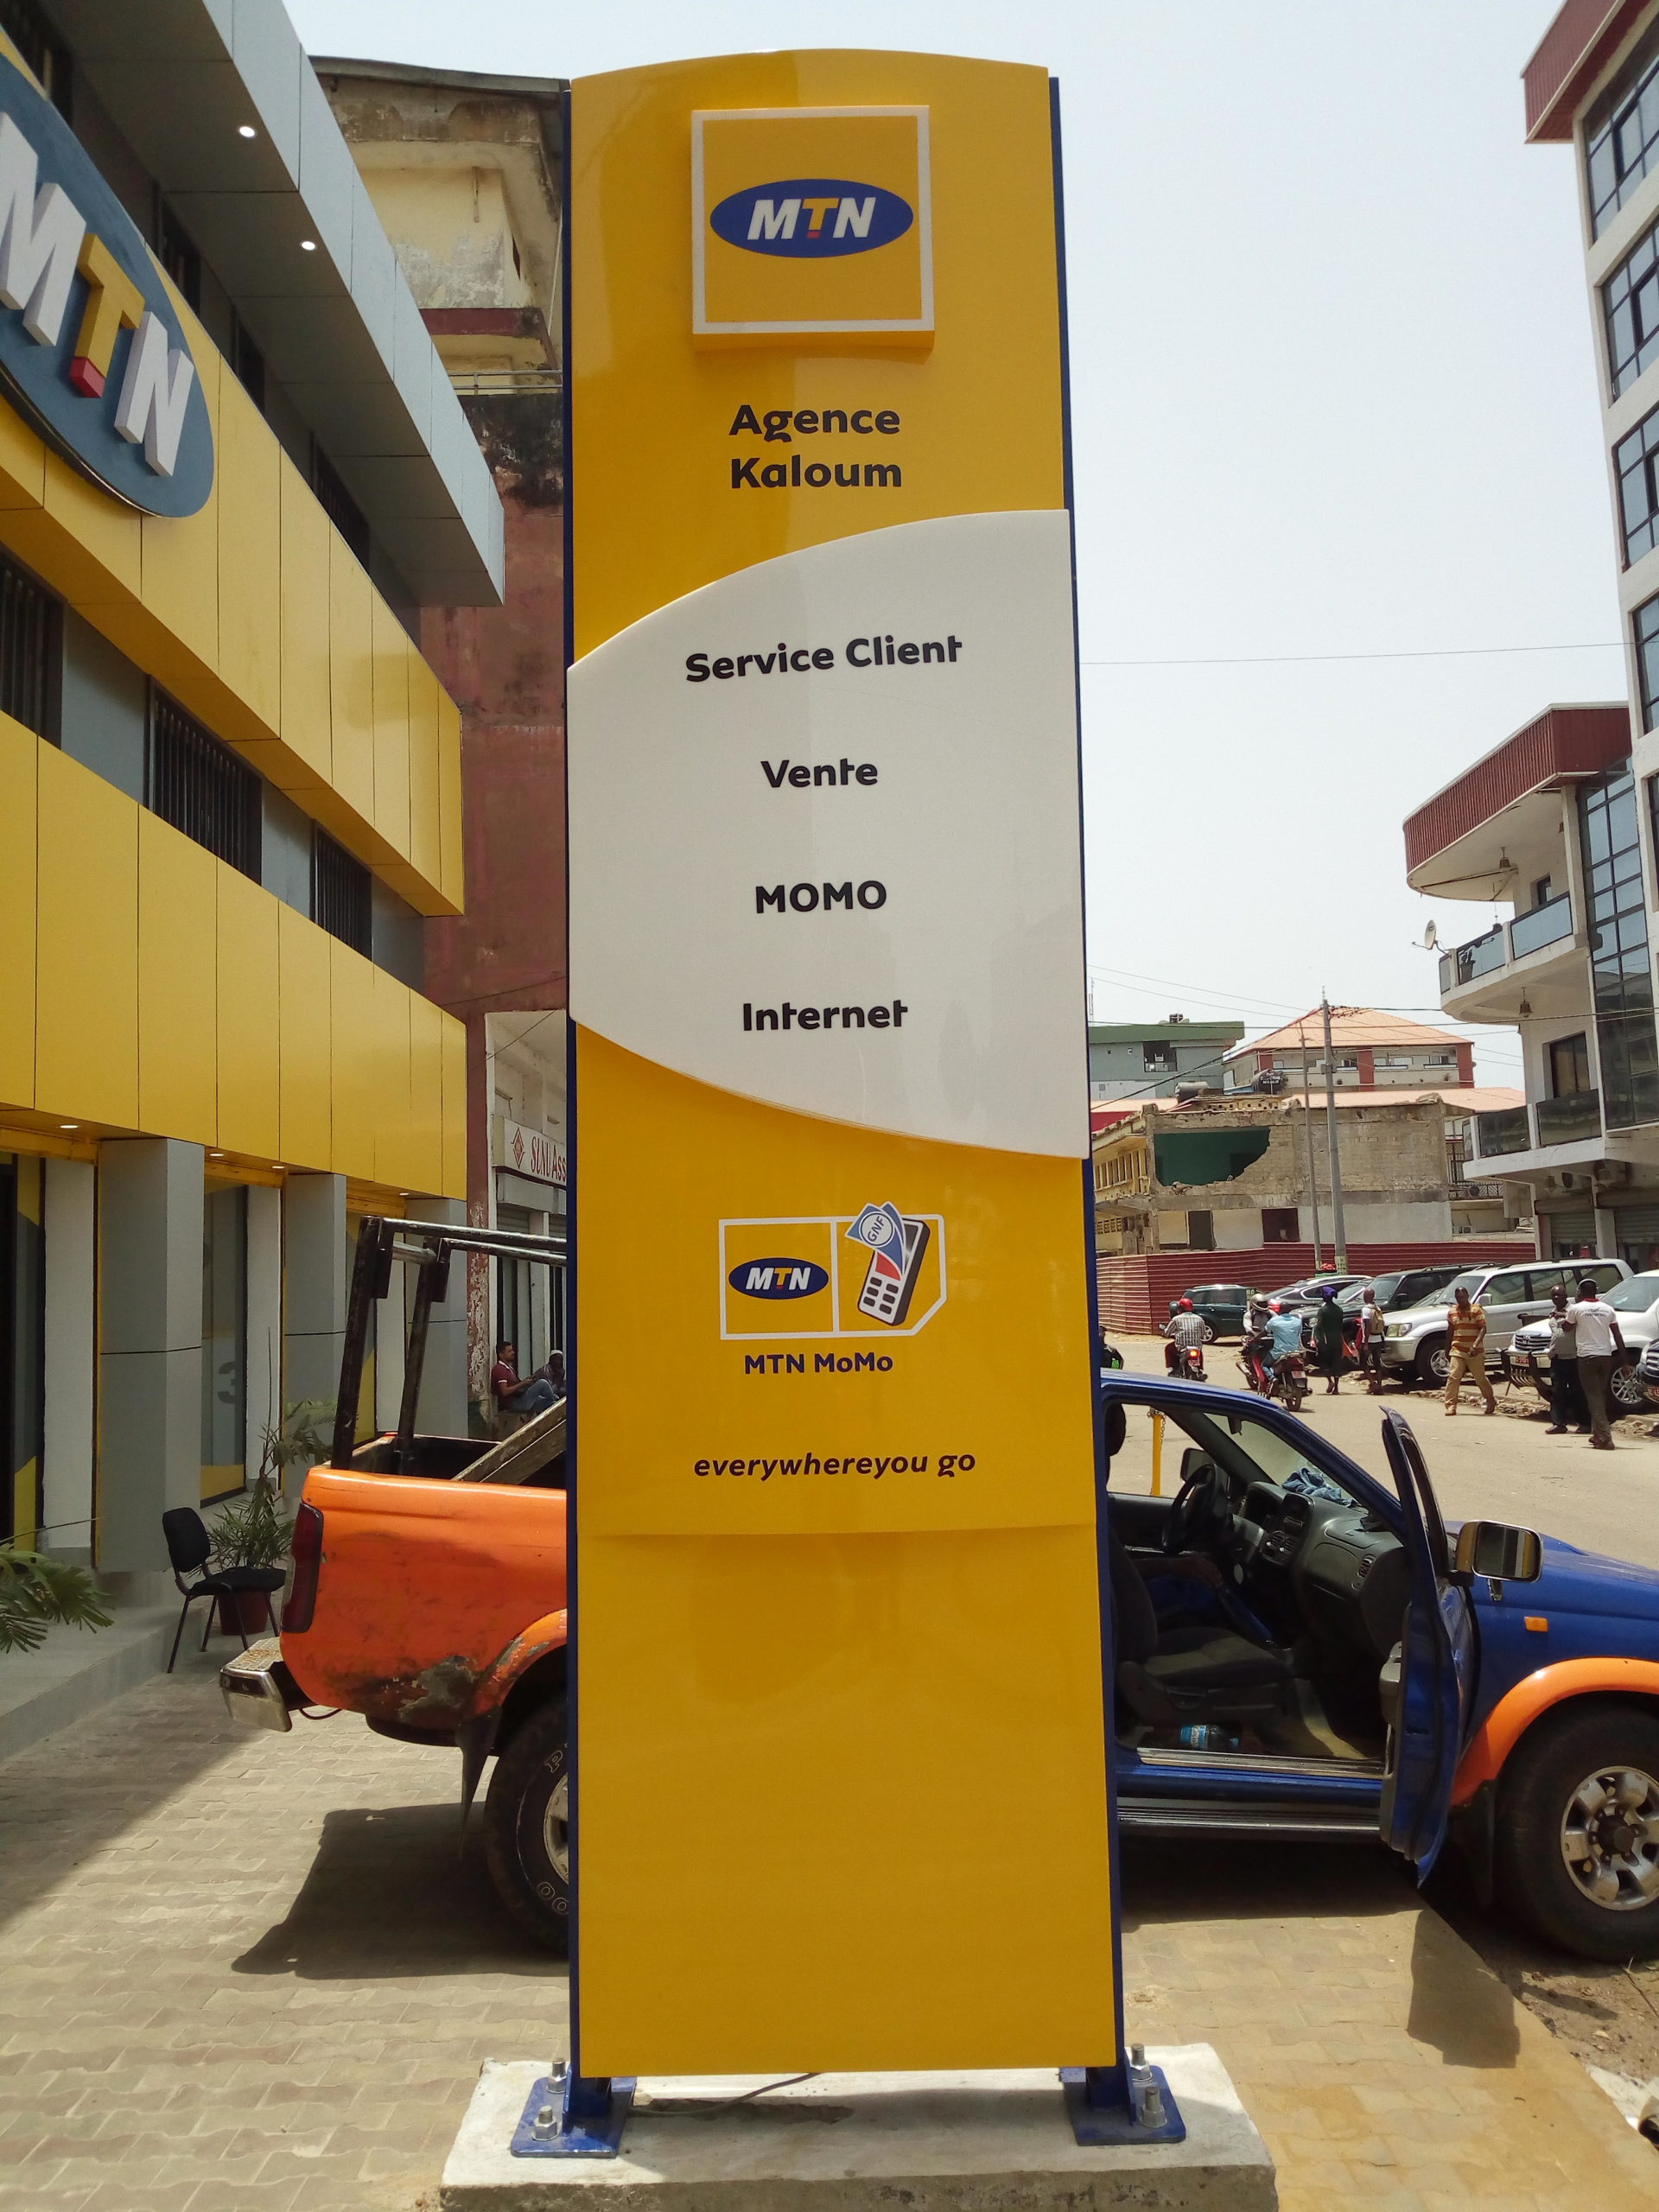 MTN
MTN
Agence
Kaloum
Service Client
Vente
MOMO
Internet
GNF
MTN
MTN MoMo
everywhereyou go